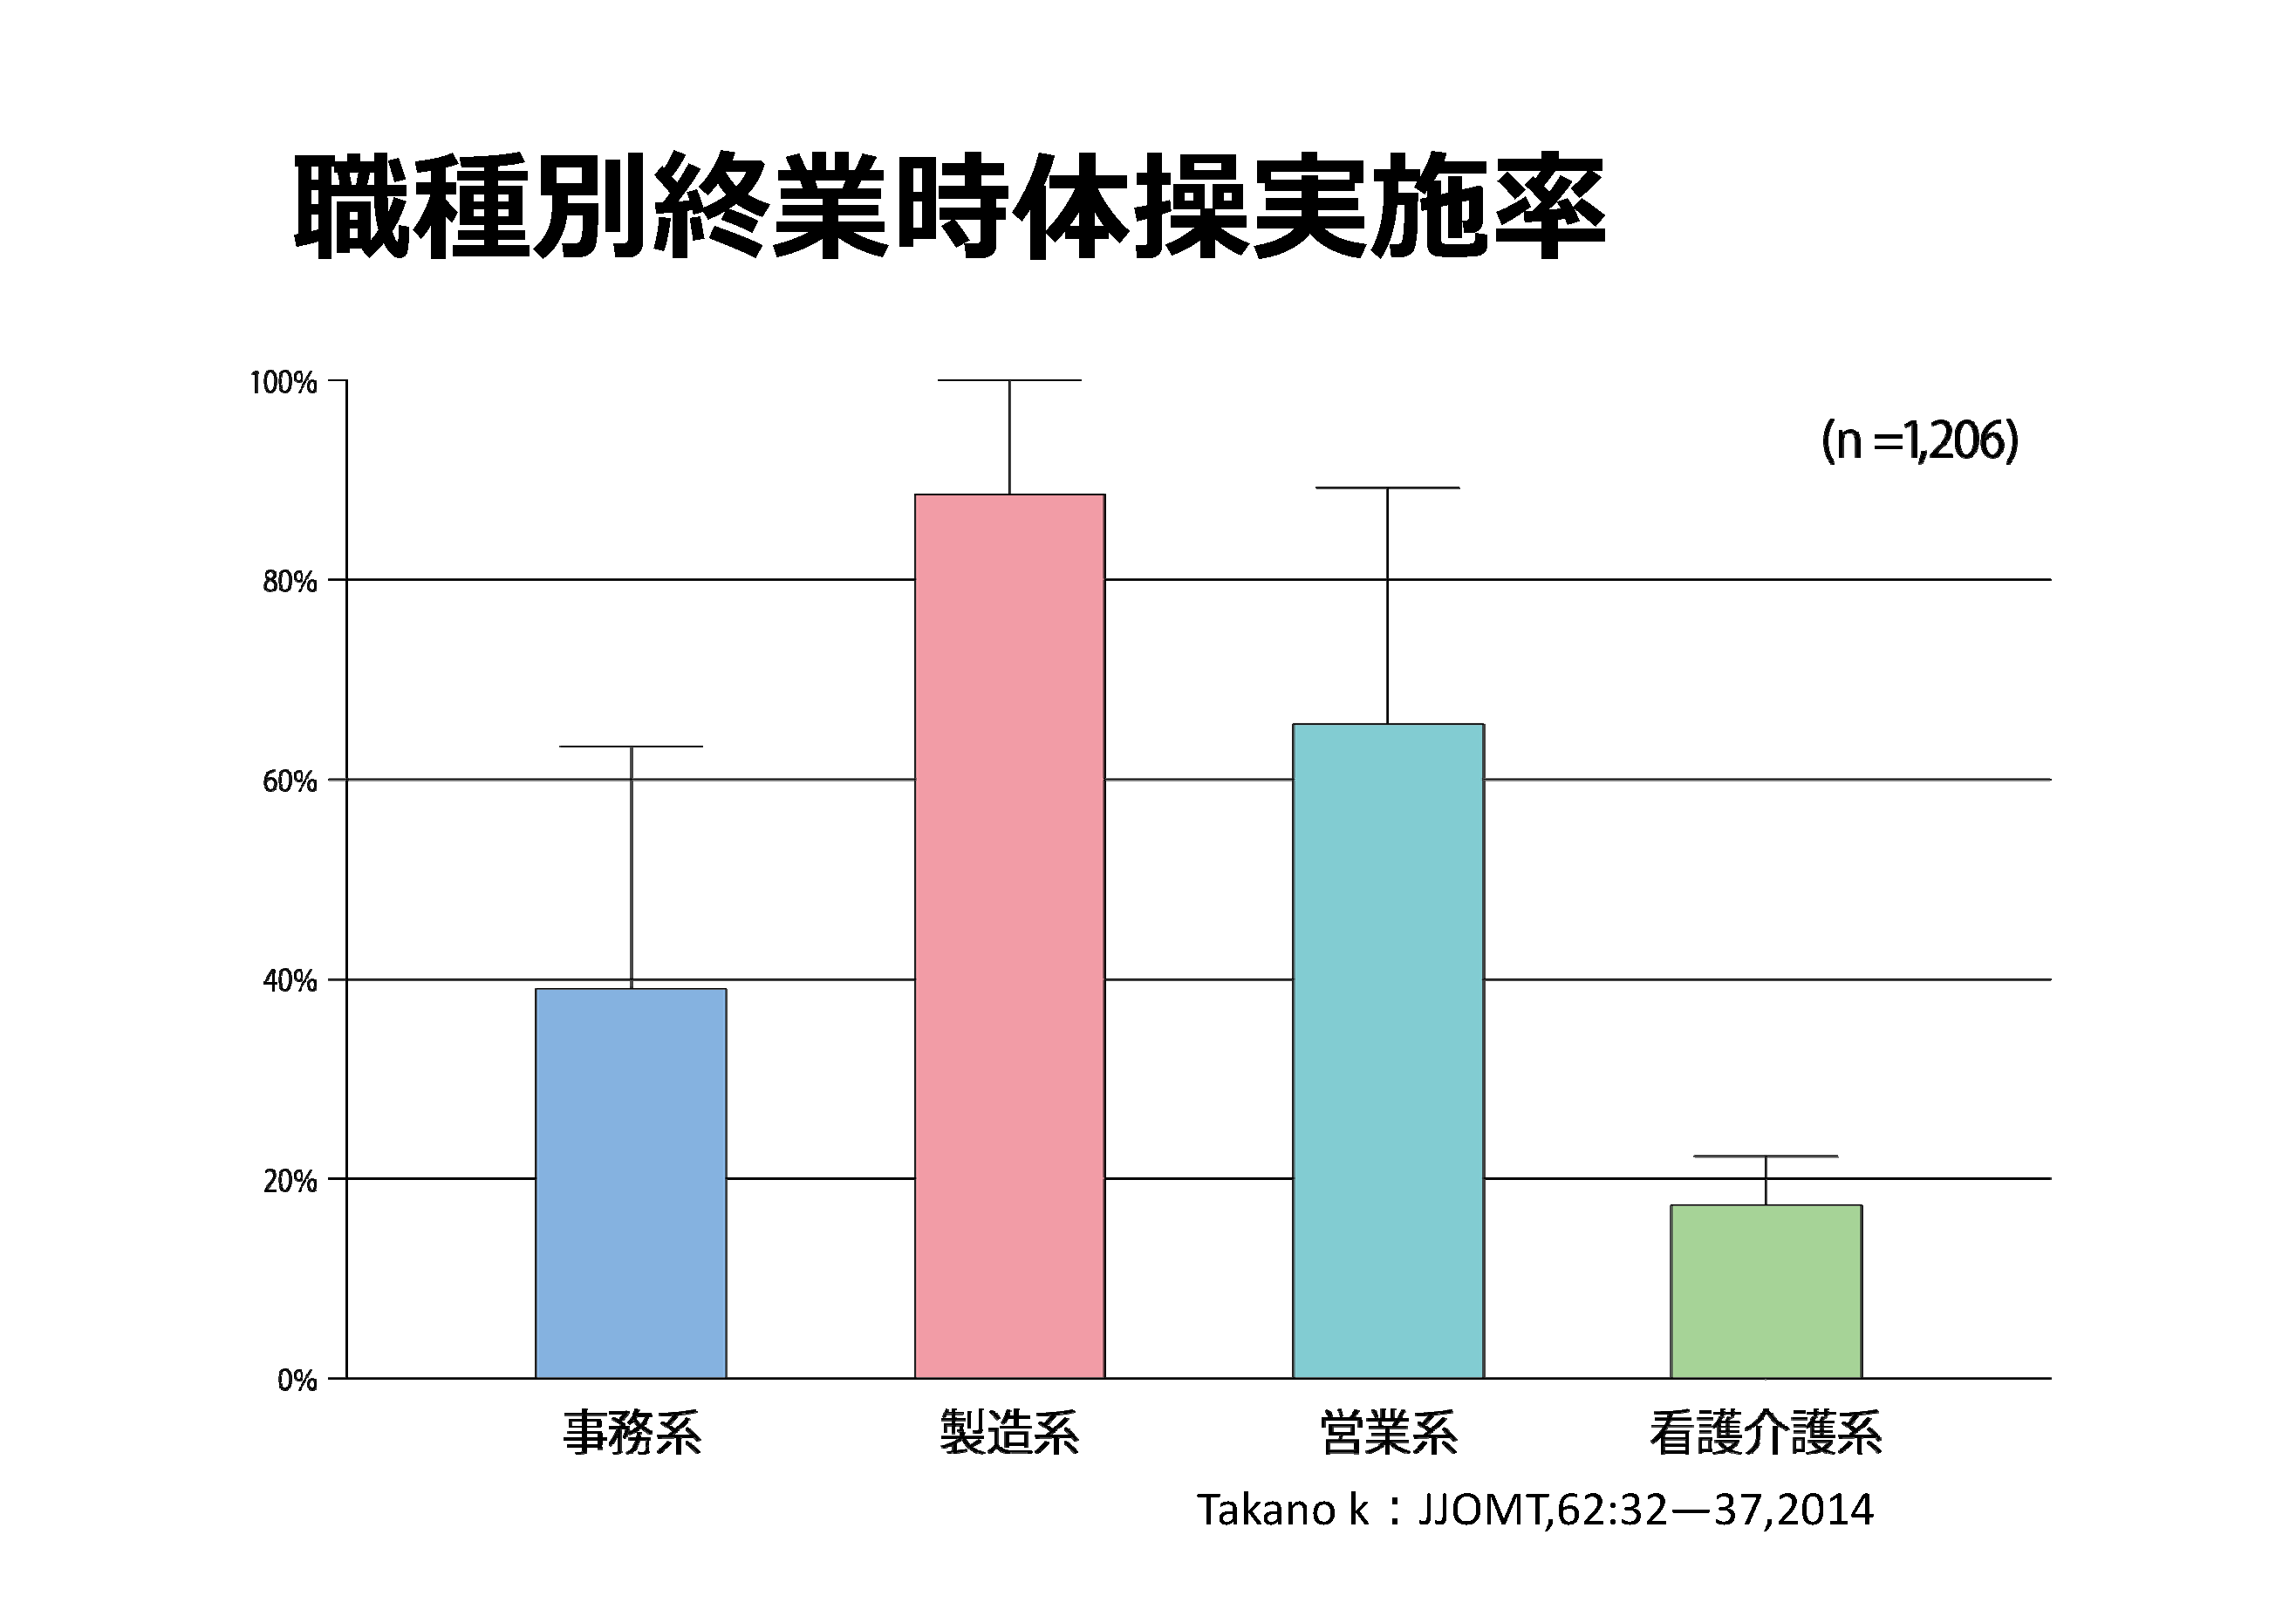 職種別終業時体操実施率
100%
(n =1,206)
80%
60%
40%
20%
0%
事務系 製造系 営業系 看護介護系
Takano k：JJOMT,62:32—37,2014